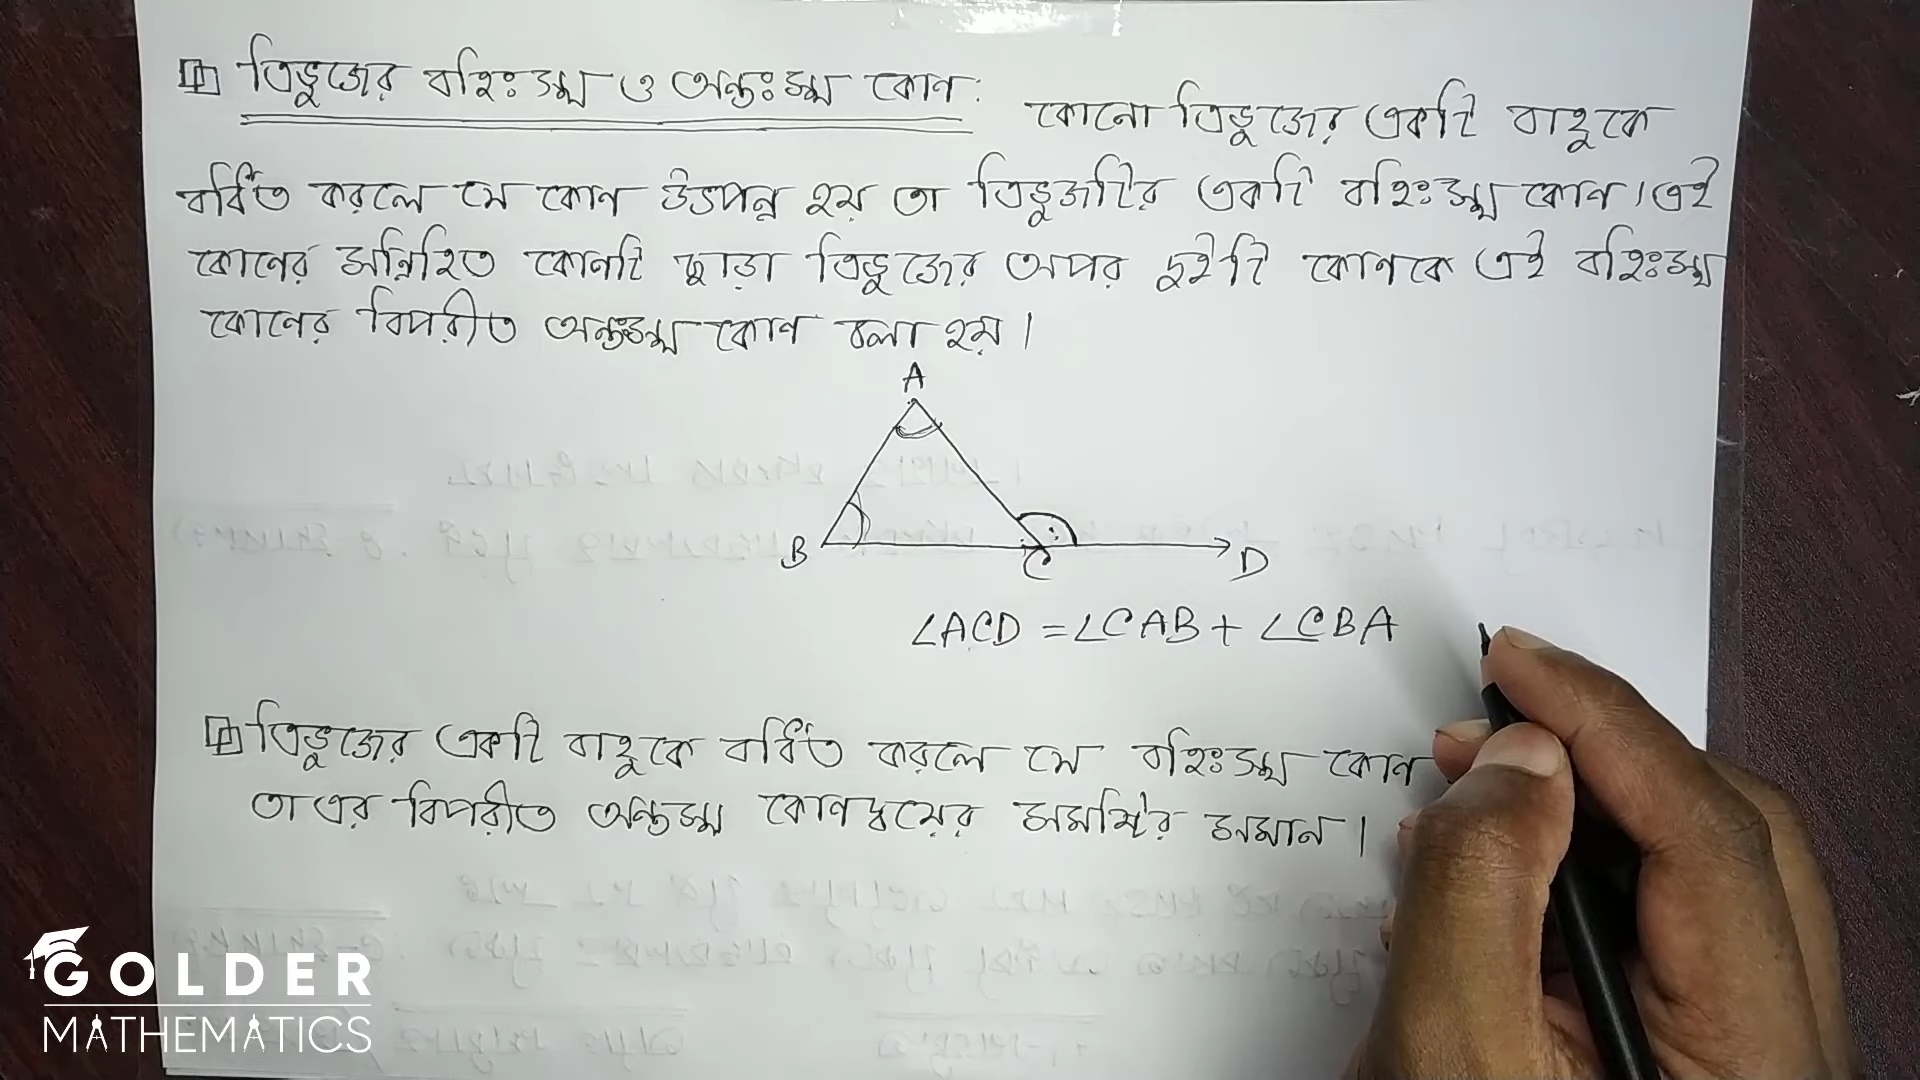 ত্রিভুজের বহিঃস্থ ও অন্তঃস্থ কোণ: কোনো ত্রিভুজের একটি বাহুকে
বর্ধিত করলে যে কোণ উৎপন্ন হয় তা ত্রিভুজটির একটি বহিঃস্থ কোণ। এই
কোণের সন্নিহিত কোণটি ছাড়া ত্রিভুজের অপর দুইটি কোণকে এই বহিঃস্থ
কোণের বিপরীত অন্তঃস্থ কোণ বলা হয়।
A
B
C
D
∠ACD = ∠CAB + ∠CBA
ত্রিভুজের একটি বাহুকে বর্ধিত করলে যে বহিঃস্থ কোণ
তা এর বিপরীত অন্তস্থ কোণদ্বয়ের সমষ্টির সমান।
GOLDER
MATHEMATICS